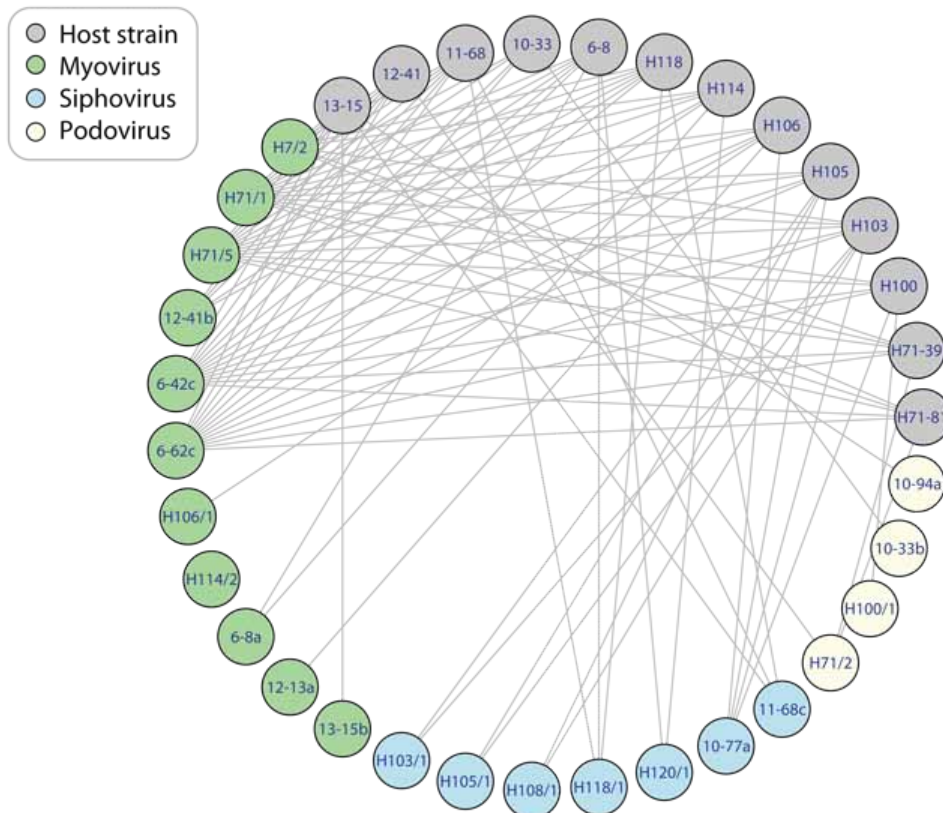 Host strain
Myovirus
Siphovirus
Podovirus
13-15
12-41
11-68
10-33
6-8
H118
H114
H106
H105
H103
H100
H71-39
H71-8
10-94a
10-33b
H100/1
H71/2
11-68c
10-77a
H120/1
H118/1
H108/1
H105/1
H103/1
13-15b
12-13a
6-8a
H114/2
H106/1
6-62c
6-42c
12-41b
H71/5
H71/1
H7/2